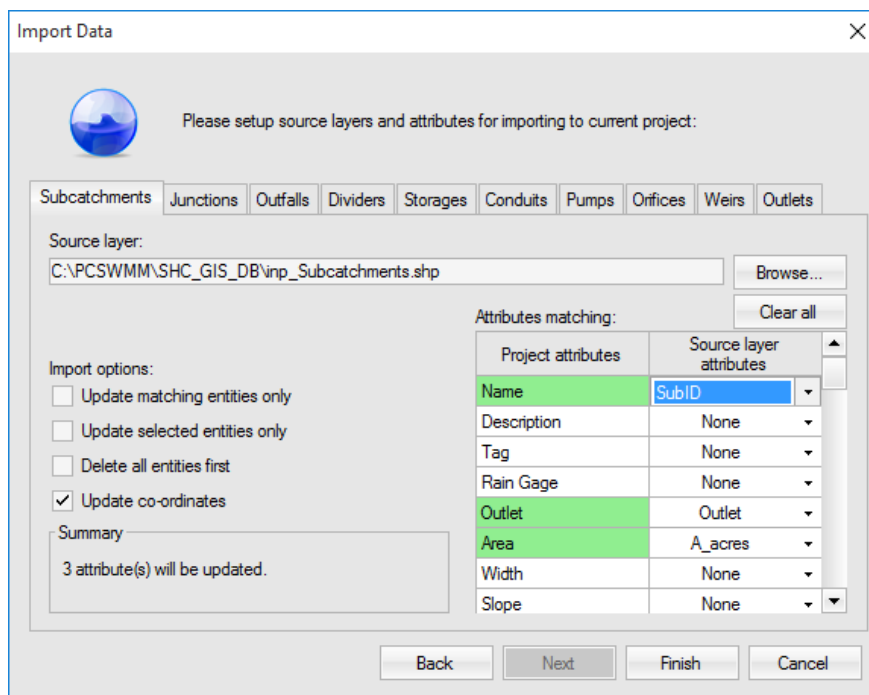 Import Data
Please setup source layers and attributes for importing to current project:
Subcatchments Junctions Outfalls Dividers Storages Conduits Pumps Orifices Weirs Outlets
Source layer:
C:\PCSWMM\SHC_GIS_DB\inp_Subcatchments.shp Browse...
Attributes matching: Clear all
Project attributes Source layer attributes
Import options:
Update matching entities only
Update selected entities only
Delete all entities first
Update co-ordinates
Summary
3 attribute(s) will be updated.
Name SubID
Description None
Tag None
Rain Gage None
Outlet Outlet
Area A_acres
Width None
Slope None
Back Next Finish Cancel